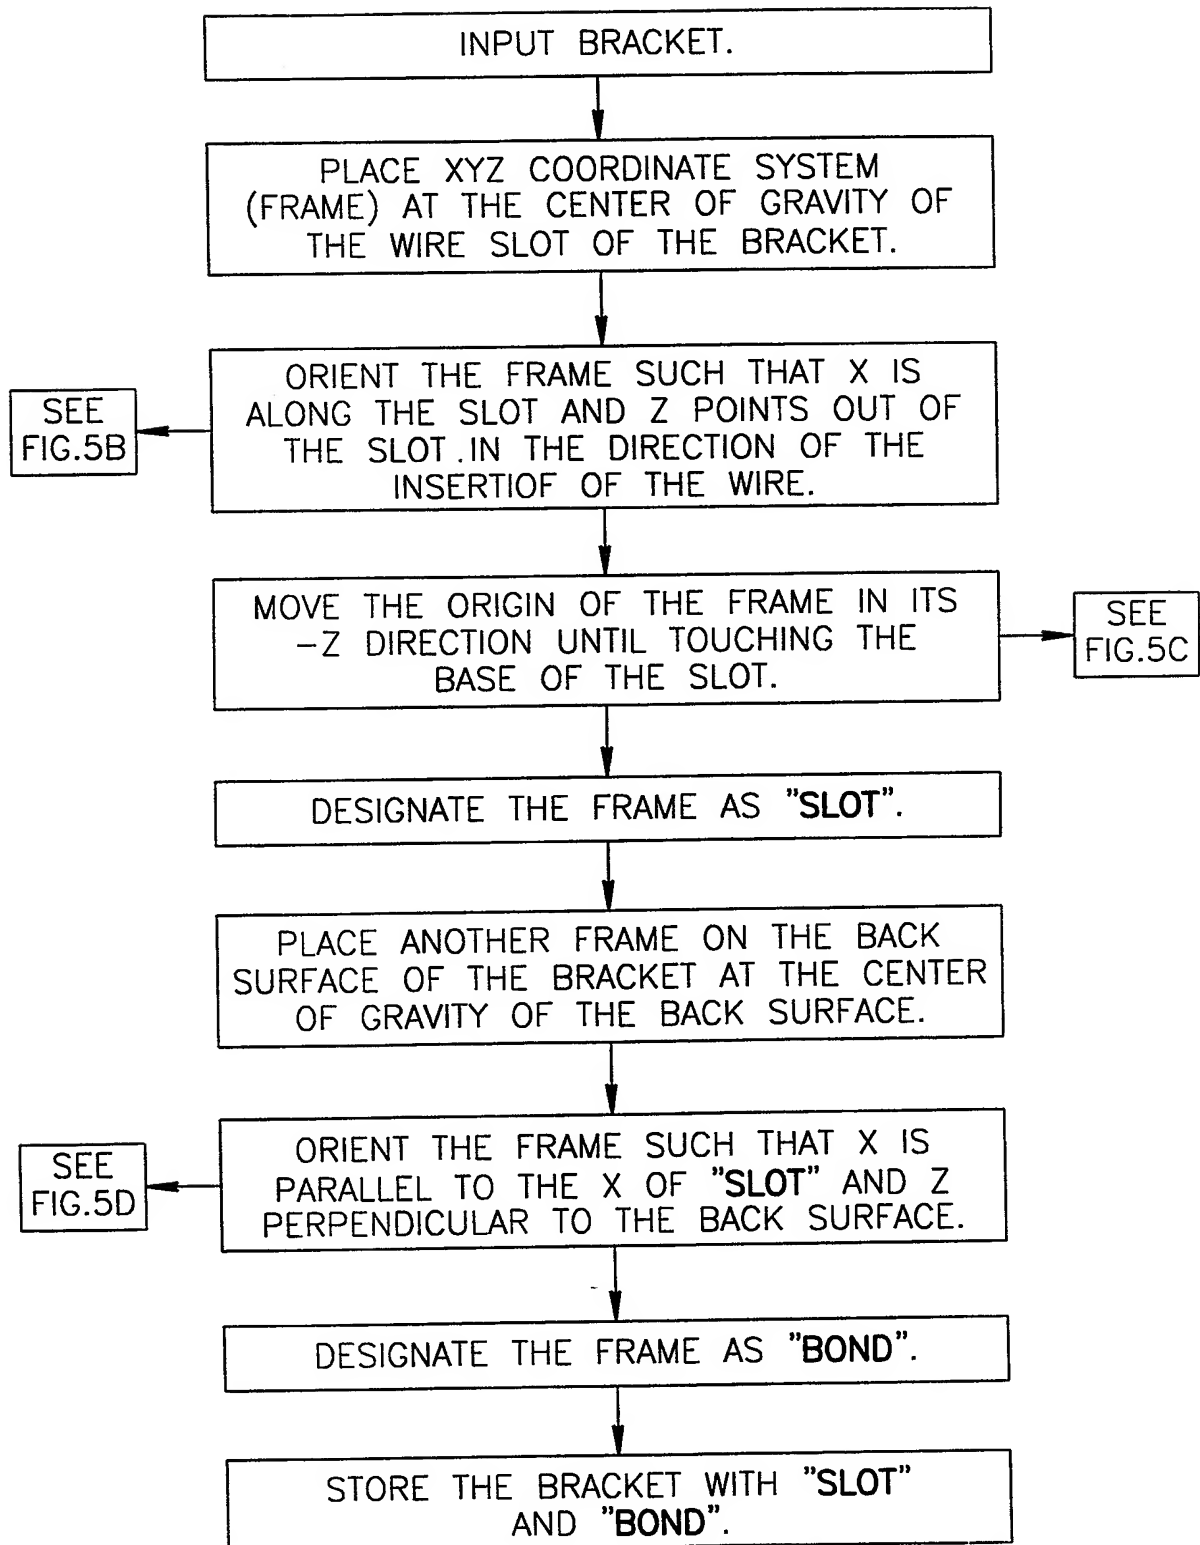 INPUT BRACKET.
PLACE XYZ COORDINATE SYSTEM
(FRAME) AT THE CENTER OF GRAVITY OF
THE WIRE SLOT OF THE BRACKET.
ORIENT THE FRAME SUCH THAT X IS
ALONG THE SLOT AND Z POINTS OUT OF
THE SLOT .IN THE DIRECTION OF THE
INSERTIOF OF THE WIRE.
SEE
FIG.5B
MOVE THE ORIGIN OF THE FRAME IN ITS
-Z DIRECTION UNTIL TOUCHING THE
BASE OF THE SLOT.
SEE
FIG.5C
DESIGNATE THE FRAME AS "SLOT".
PLACE ANOTHER FRAME ON THE BACK
SURFACE OF THE BRACKET AT THE CENTER
OF GRAVITY OF THE BACK SURFACE.
ORIENT THE FRAME SUCH THAT X IS
PARALLEL TO THE X OF "SLOT" AND Z
PERPENDICULAR TO THE BACK SURFACE.
SEE
FIG.5D
DESIGNATE THE FRAME AS "BOND".
STORE THE BRACKET WITH "SLOT"
AND "BOND".